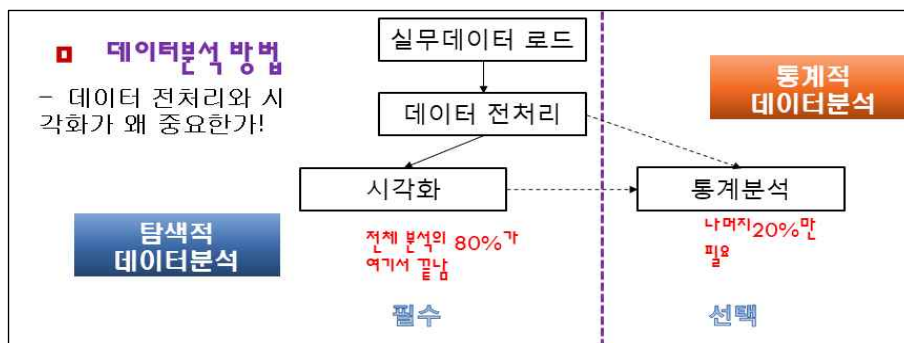 데이터분석 방법
- 데이터 전처리와 시
각화가 왜 중요한가!
실무데이터 로드
데이터 전처리
시각화
통계분석
통계적
데이터분석
탐색적
데이터분석
전체 분석의 80%가
여기서 끝남
나머지20%만
필요
필수
선택